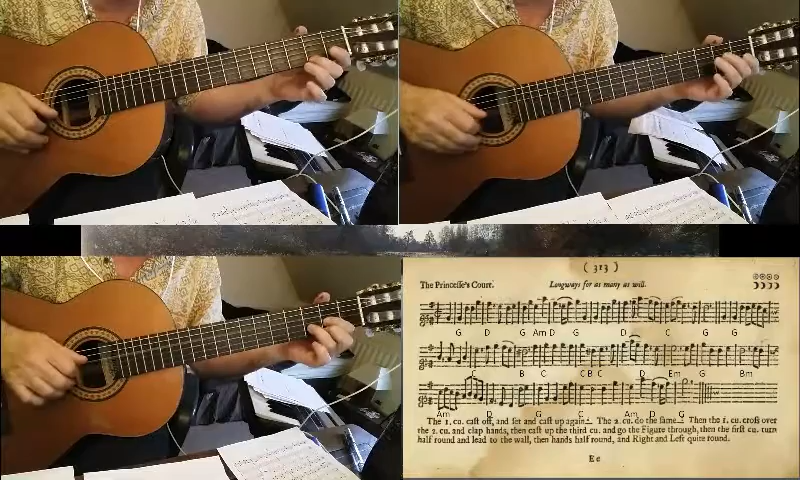 ( 313 )
The Princesse's Court.
Longways for as many as will.
G D G Am D G D C G G
C B C C B C D Em G Bm
Am D G C Am D G
The 1. cu. cast off, and set and cast up again ⁚ The 2. cu. do the same ⁚ Then the 1. cu. cross over
the 2. cu. and clap hands, then cast up the third cu. and go the Figure through, then the first cu. turn
half round and lead to the wall, then hands half round, and Right and Left quite round.
E e